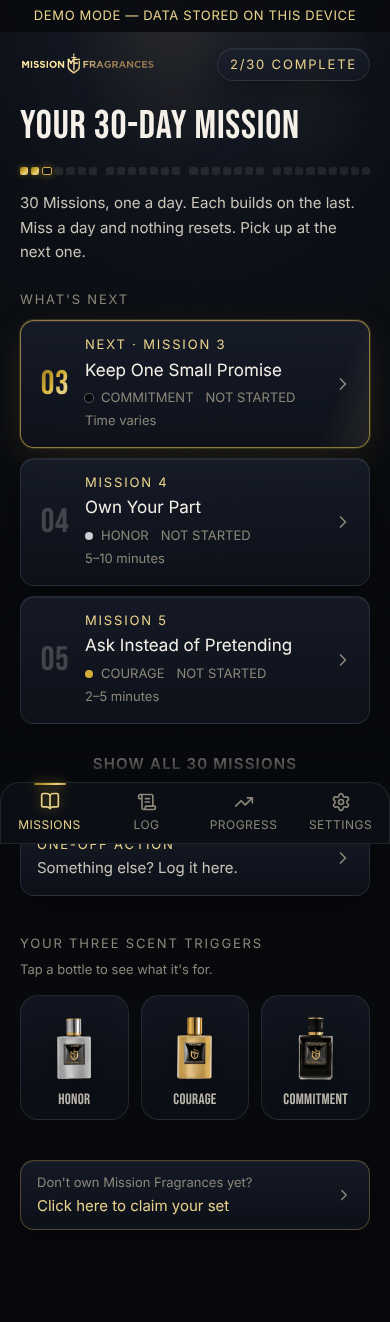 DEMO MODE — DATA STORED ON THIS DEVICE
MISSION FRAGRANCES
2/30 COMPLETE
YOUR 30-DAY MISSION
30 Missions, one a day. Each builds on the last.
Miss a day and nothing resets. Pick up at the
next one.
WHAT'S NEXT
03
NEXT · MISSION 3
Keep One Small Promise
COMMITMENT NOT STARTED
Time varies
04
MISSION 4
Own Your Part
HONOR NOT STARTED
5–10 minutes
05
MISSION 5
Ask Instead of Pretending
COURAGE NOT STARTED
2–5 minutes
SHOW ALL 30 MISSIONS
MISSIONS
LOG
PROGRESS
SETTINGS
ONE-OFF ACTION
Something else? Log it here.
YOUR THREE SCENT TRIGGERS
Tap a bottle to see what it's for.
HONOR
COURAGE
COMMITMENT
Don't own Mission Fragrances yet?
Click here to claim your set